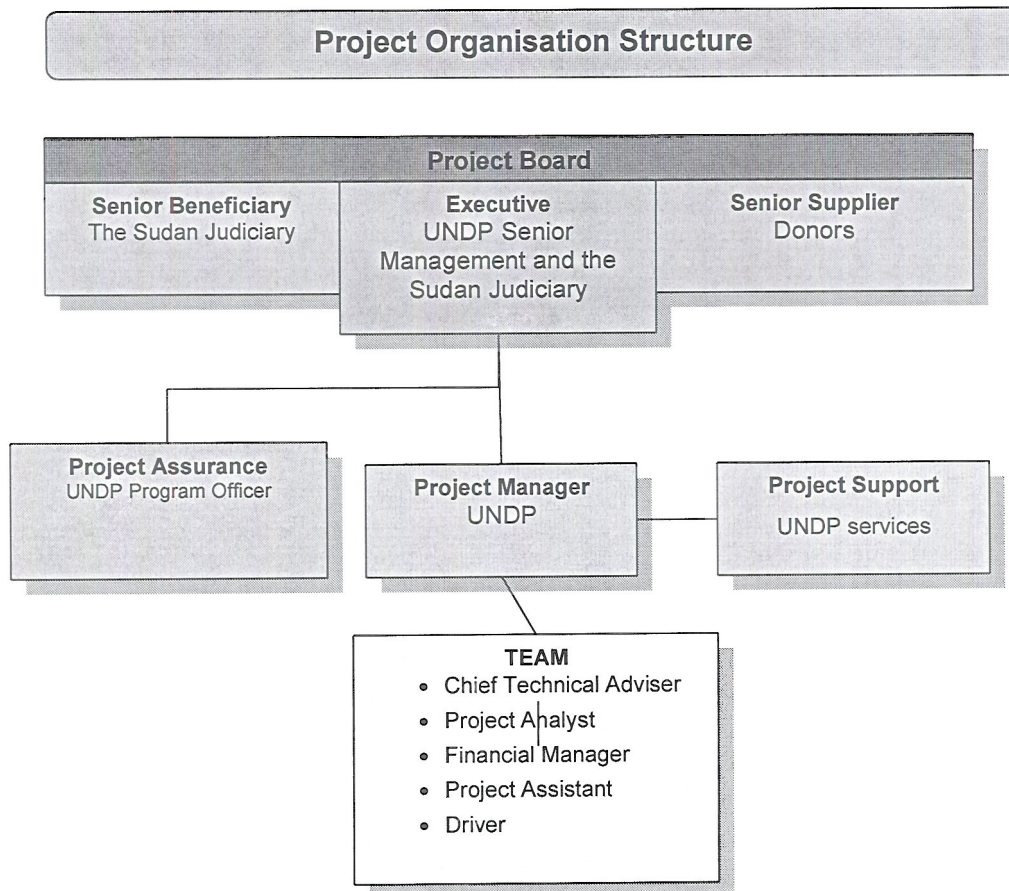 Project Organisation Structure
Project Board
Senior Beneficiary
The Sudan Judiciary
Executive
UNDP Senior
Management and the
Sudan Judiciary
Senior Supplier
Donors
Project Assurance
UNDP Program Officer
Project Manager
UNDP
Project Support
UNDP services
TEAM
• Chief Technical Adviser
• Project Analyst
• Financial Manager
• Project Assistant
• Driver